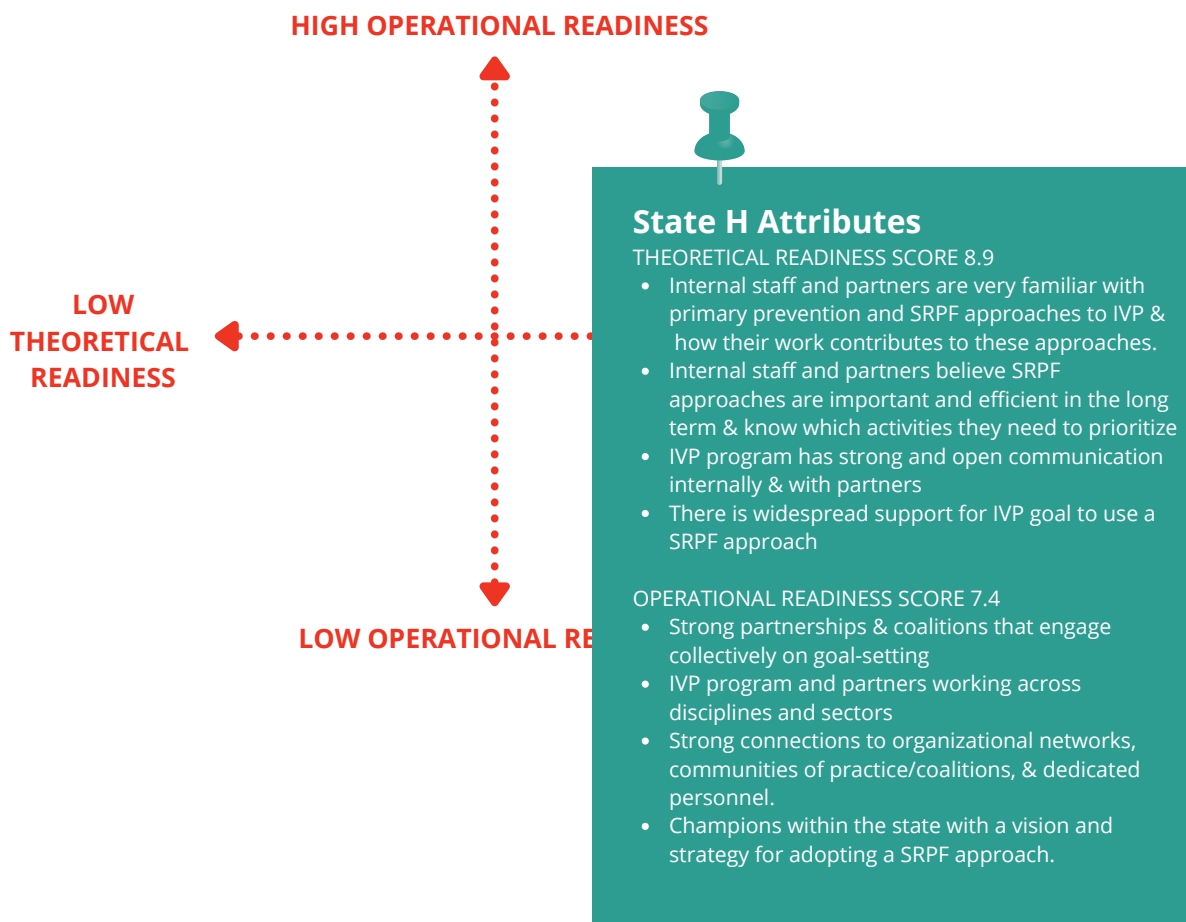 HIGH OPERATIONAL READINESS
State H Attributes
THEORETICAL READINESS SCORE 8.9
• Internal staff and partners are very familiar with
primary prevention and SRPF approaches to IVP &
how their work contributes to these approaches.
• Internal staff and partners believe SRPF
approaches are important and efficient in the long
term & know which activities they need to prioritize
• IVP program has strong and open communication
internally & with partners
• There is widespread support for IVP goal to use a
SRPF approach
OPERATIONAL READINESS SCORE 7.4
• Strong partnerships & coalitions that engage
collectively on goal-setting
• IVP program and partners working across
disciplines and sectors
• Strong connections to organizational networks,
communities of practice/coalitions, & dedicated
personnel.
• Champions within the state with a vision and
strategy for adopting a SRPF approach.
LOW
THEORETICAL
READINESS
LOW OPERATIONAL RE